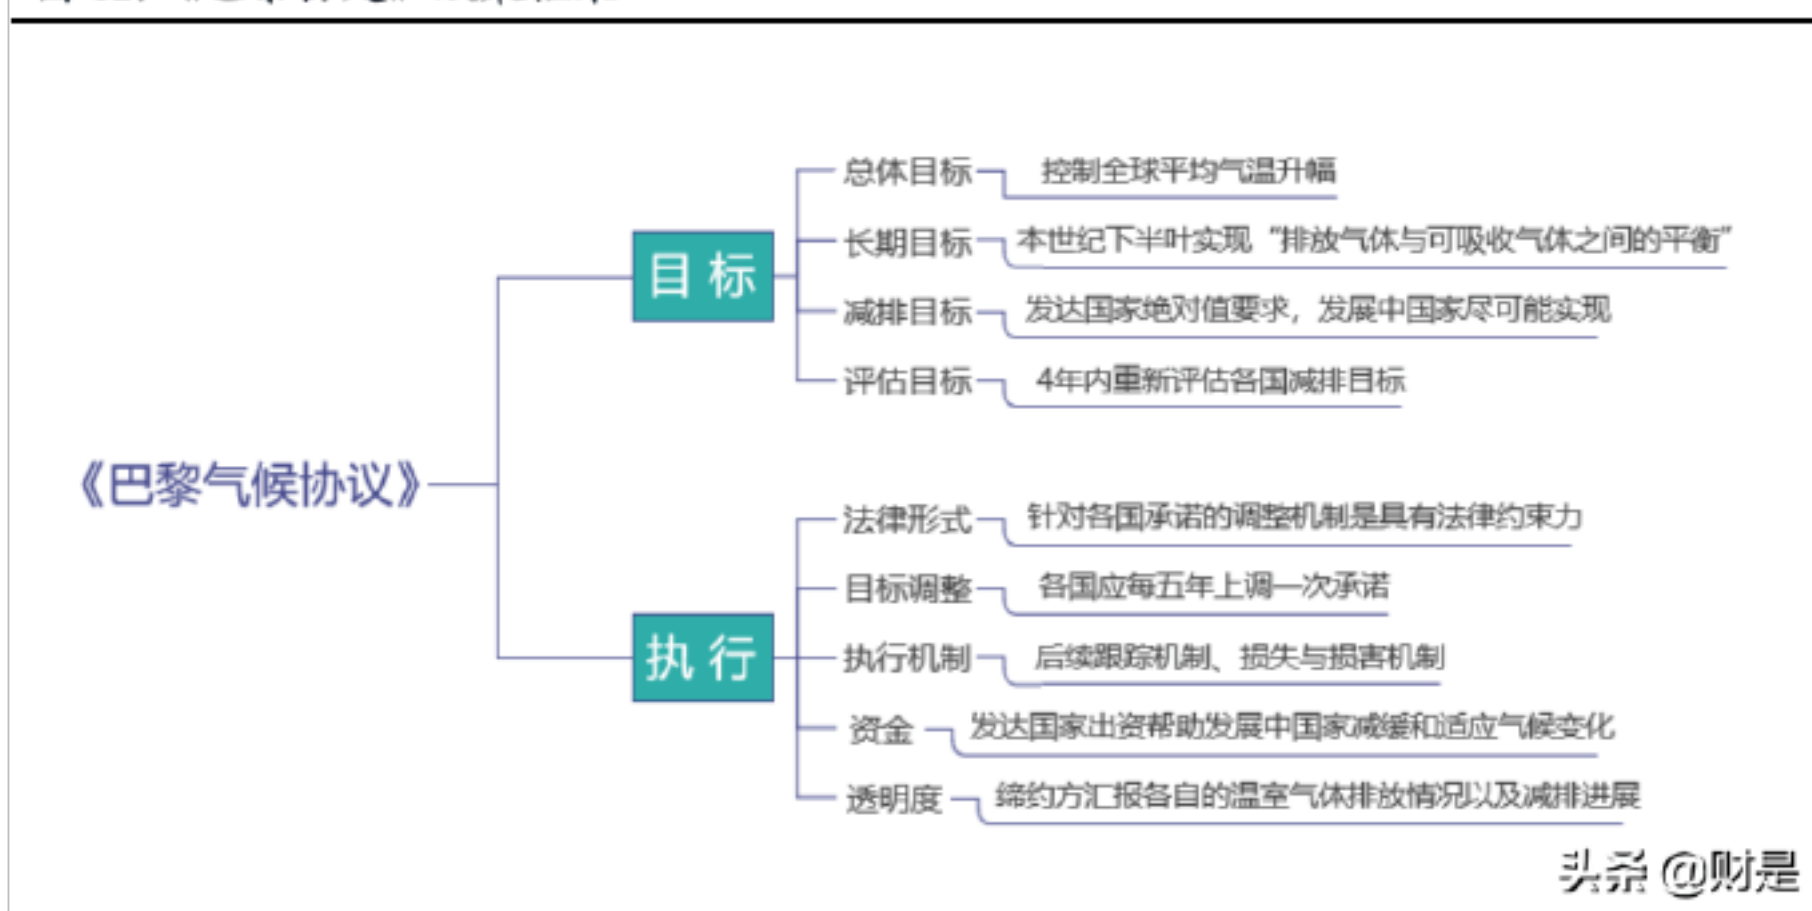 《巴黎气候协议》
目标
总体目标
控制全球平均气温升幅
长期目标
本世纪下半叶实现“排放气体与可吸收气体之间的平衡”
减排目标
发达国家绝对值要求，发展中国家尽可能实现
评估目标
4年内重新评估各国减排目标
执行
法律形式
针对各国承诺的调整机制是具有法律约束力
目标调整
各国应每五年上调一次承诺
执行机制
后续跟踪机制、损失与损害机制
资金
发达国家出资帮助发展中国家减缓和适应气候变化
透明度
缔约方汇报各自的温室气体排放情况以及减排进展
头条 @财是